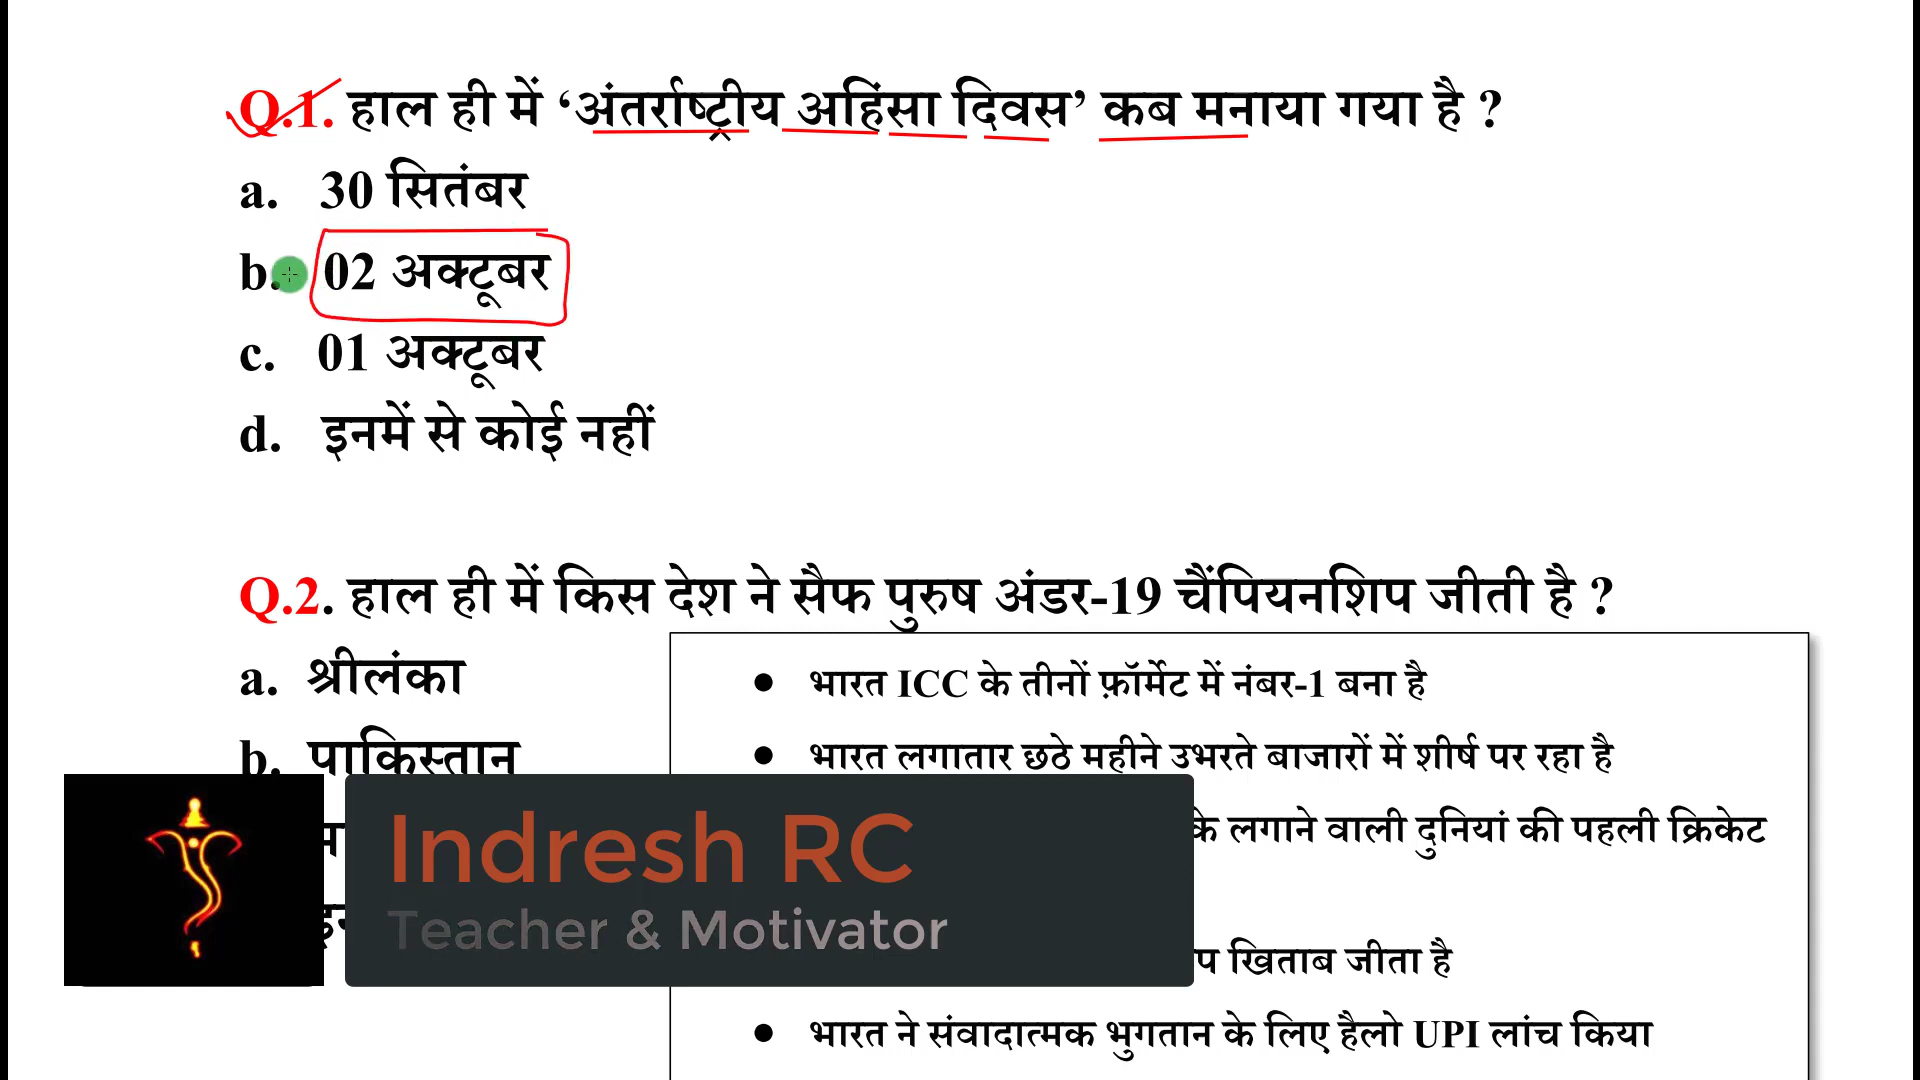 Q.1. हाल ही में ‘अंतर्राष्ट्रीय अहिंसा दिवस’ कब मनाया गया है ?
a. 30 सितंबर
b. 02 अक्टूबर
c. 01 अक्टूबर
d. इनमें से कोई नहीं
Q.2. हाल ही में किस देश ने सैफ पुरुष अंडर-19 चैंपियनशिप जीती है ?
a. श्रीलंका
b. पाकिस्तान
• भारत ICC के तीनों फ़ॉर्मेट में नंबर-1 बना है
• भारत लगातार छठे महीने उभरते बाजारों में शीर्ष पर रहा है
के लगाने वाली दुनियां की पहली क्रिकेट
खिताब जीता है
• भारत ने संवादात्मक भुगतान के लिए हैलो UPI लांच किया
Indresh RC
Teacher & Motivator